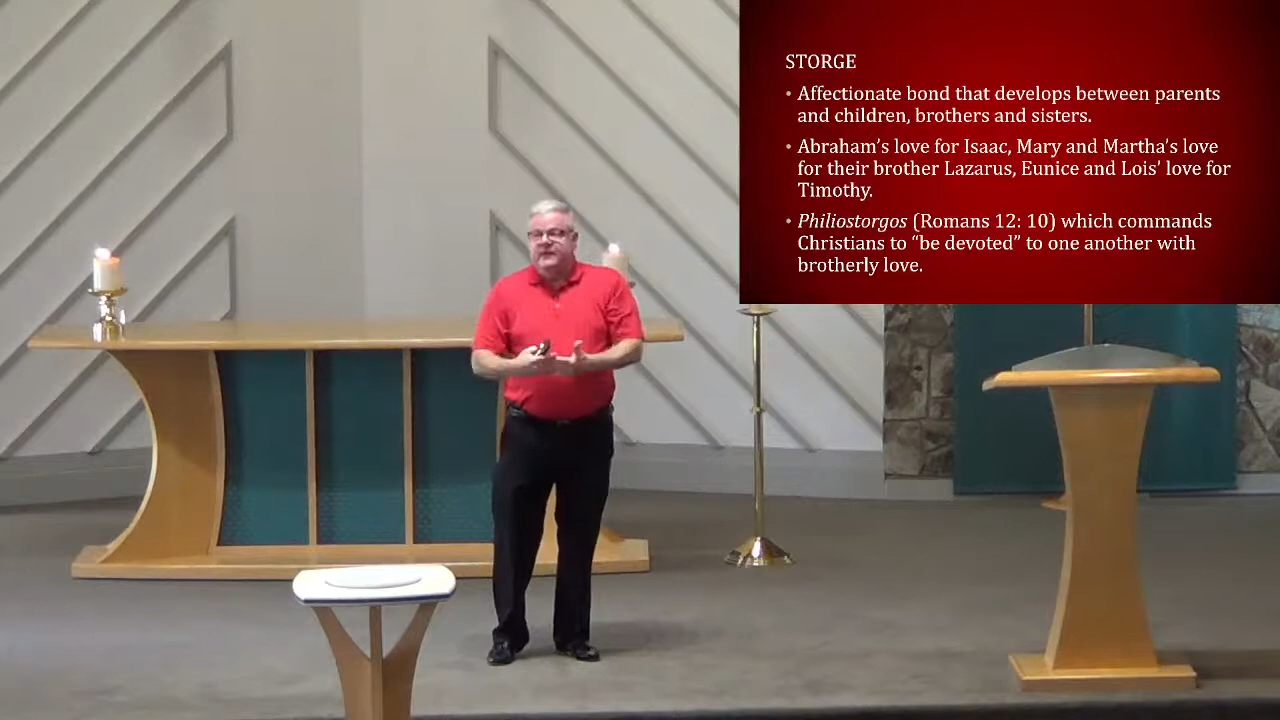 STORGE
• Affectionate bond that develops between parents
and children, brothers and sisters.
• Abraham’s love for Isaac, Mary and Martha’s love
for their brother Lazarus, Eunice and Lois’ love for
Timothy.
• Philiostorgos (Romans 12: 10) which commands
Christians to “be devoted” to one another with
brotherly love.